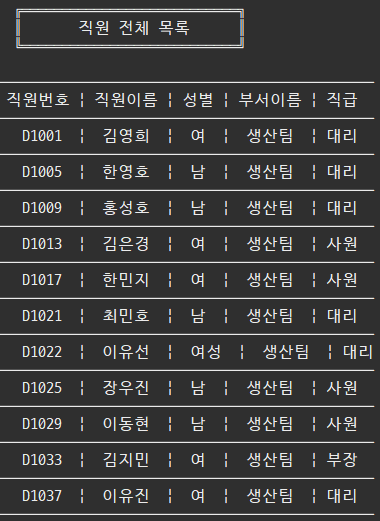 직원 전체 목록
직원번호 ¦ 직원이름 ¦ 성별 ¦ 부서이름 ¦ 직급
D1001 ¦ 김영희 ¦ 여 ¦ 생산팀 ¦ 대리
D1005 ¦ 한영호 ¦ 남 ¦ 생산팀 ¦ 대리
D1009 ¦ 홍성호 ¦ 남 ¦ 생산팀 ¦ 대리
D1013 ¦ 김은경 ¦ 여 ¦ 생산팀 ¦ 사원
D1017 ¦ 한민지 ¦ 여 ¦ 생산팀 ¦ 사원
D1021 ¦ 최민호 ¦ 남 ¦ 생산팀 ¦ 대리
D1022 ¦ 이유선 ¦ 여성 ¦ 생산팀 ¦ 대리
D1025 ¦ 장우진 ¦ 남 ¦ 생산팀 ¦ 사원
D1029 ¦ 이동현 ¦ 남 ¦ 생산팀 ¦ 사원
D1033 ¦ 김지민 ¦ 여 ¦ 생산팀 ¦ 부장
D1037 ¦ 이유진 ¦ 여 ¦ 생산팀 ¦ 대리